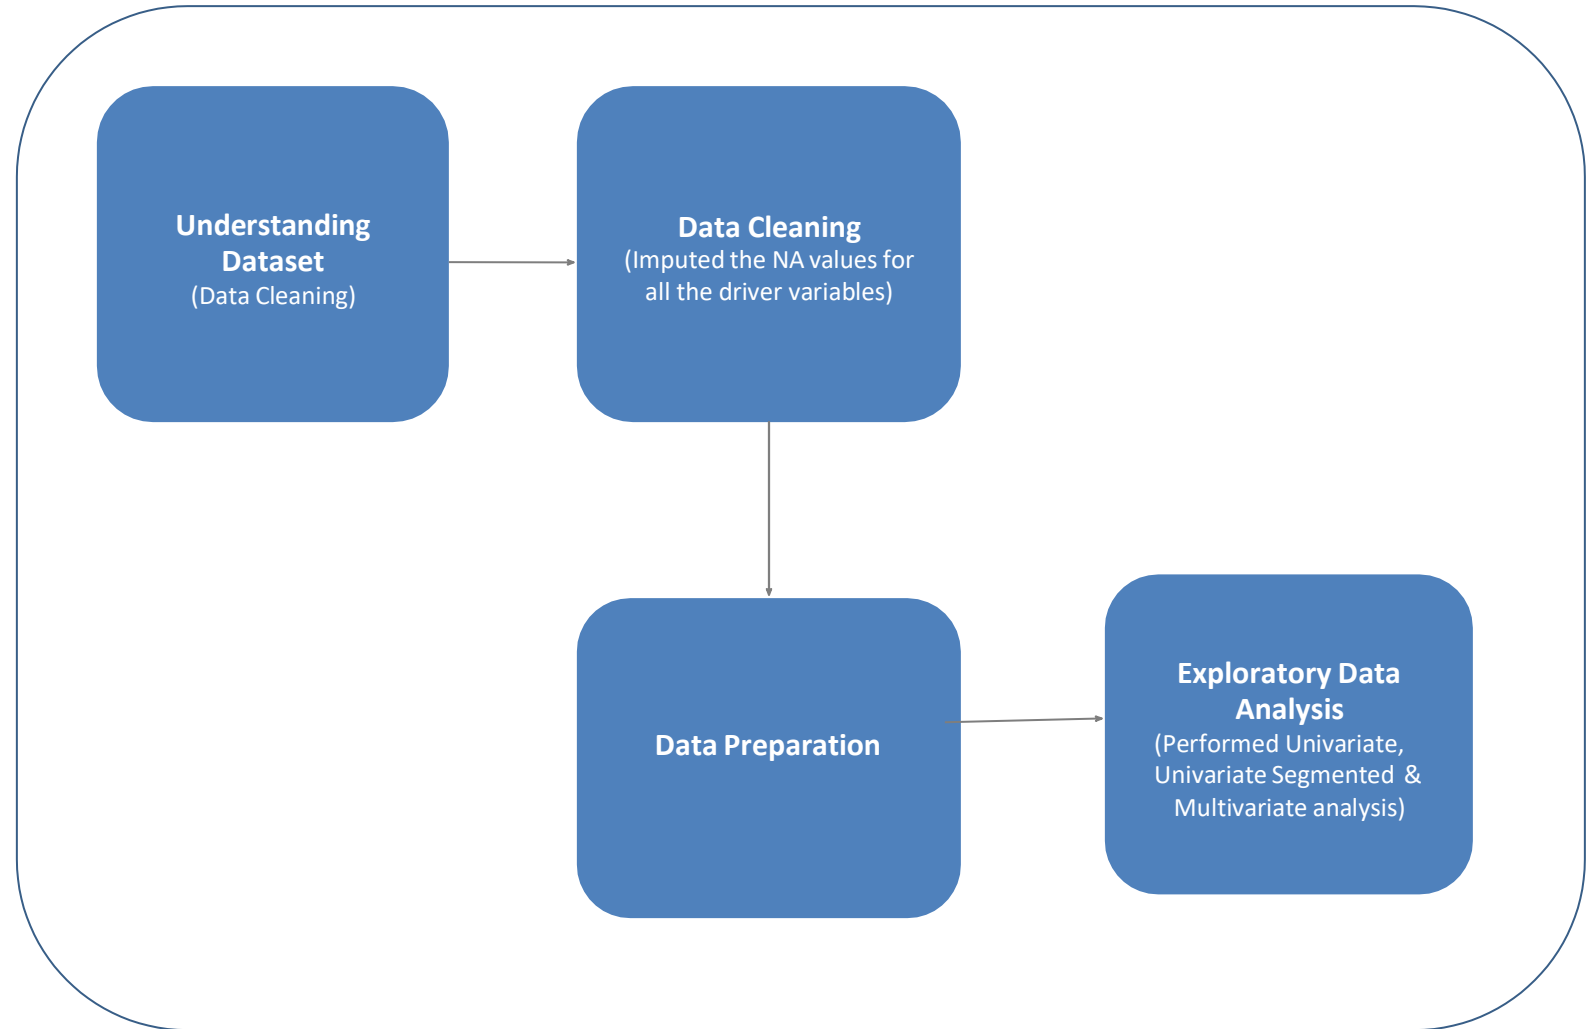 Understanding
Dataset
(Data Cleaning)
Data Cleaning
(Imputed the NA values for
all the driver variables)
Data Preparation
Exploratory Data
Analysis
(Performed Univariate,
Univariate Segmented &
Multivariate analysis)